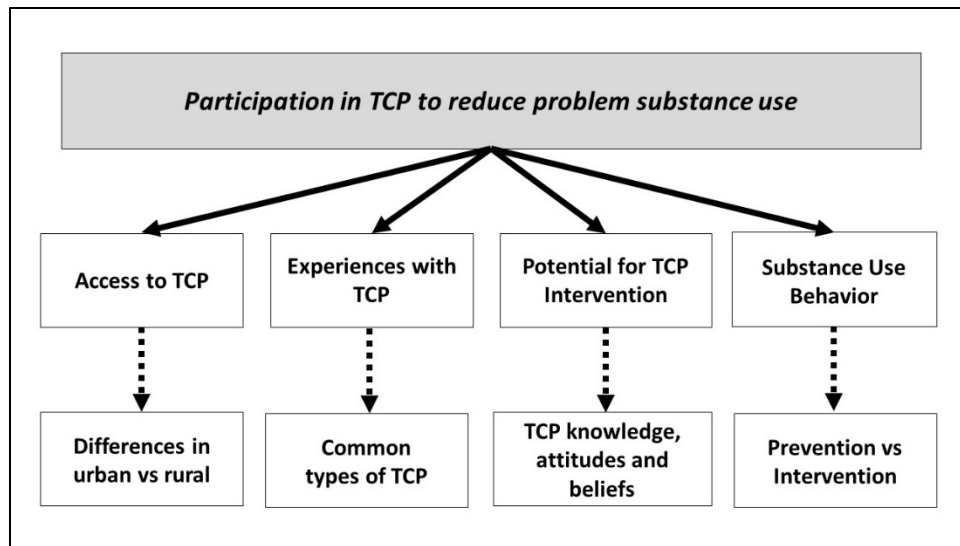 Participation in TCP to reduce problem substance use
Access to TCP
Experiences with
TCP
Potential for TCP
Intervention
Substance Use
Behavior
Differences in
urban vs rural
Common
types of TCP
TCP knowledge,
attitudes and
beliefs
Prevention vs
Intervention